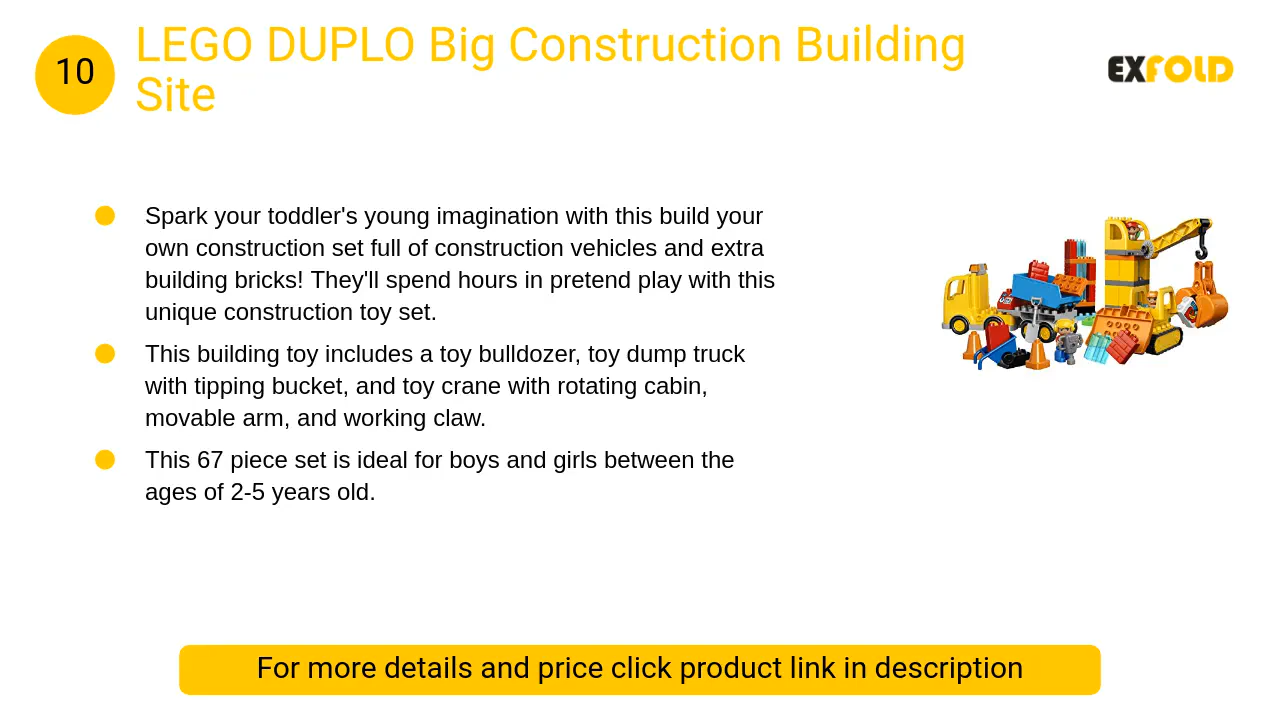 10
LEGO DUPLO Big Construction Building
Site
EXFOLD
Spark your toddler's young imagination with this build your
own construction set full of construction vehicles and extra
building bricks! They'll spend hours in pretend play with this
unique construction toy set.
This building toy includes a toy bulldozer, toy dump truck
with tipping bucket, and toy crane with rotating cabin,
movable arm, and working claw.
This 67 piece set is ideal for boys and girls between the
ages of 2-5 years old.
For more details and price click product link in description